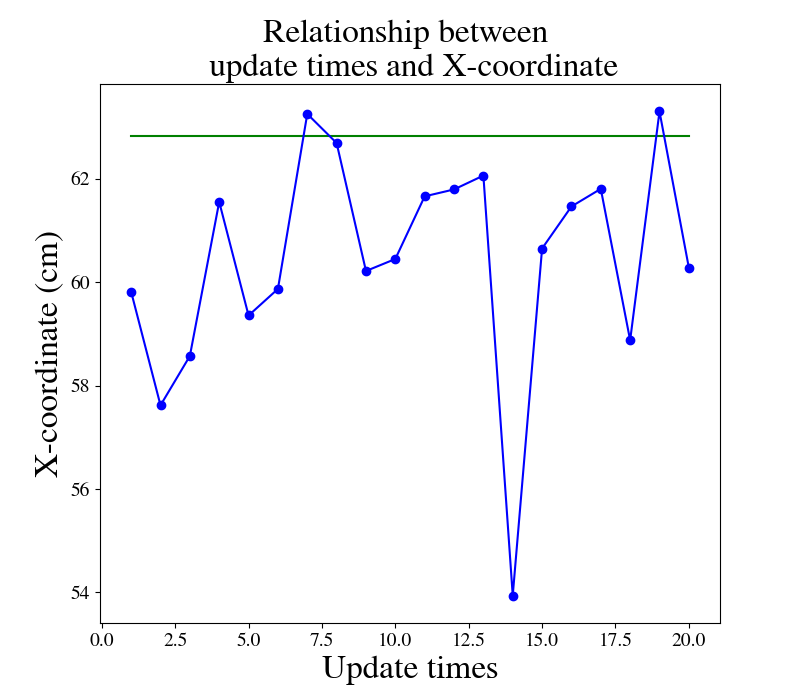 Relationship between
update times and X-coordinate
X-coordinate (cm)
62
60
58
56
54
0.0 2.5 5.0 7.5 10.0 12.5 15.0 17.5 20.0
Update times